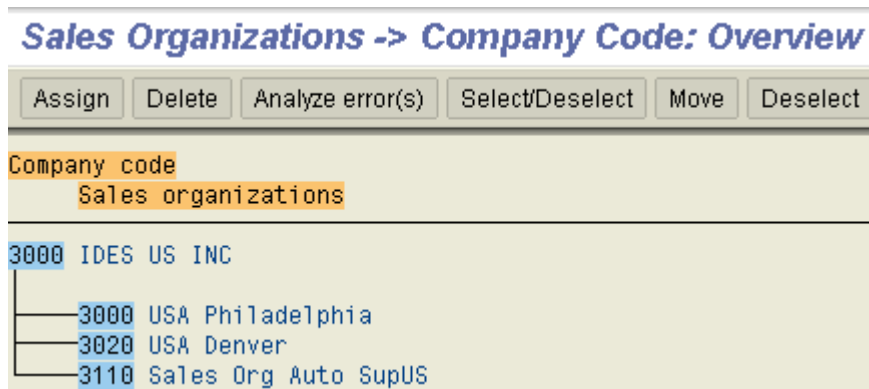 Sales Organizations -> Company Code: Overview
Assign Delete Analyze error(s) Select/Deselect Move Deselect
Company code
Sales organizations
3000 IDES US INC
3000 USA Philadelphia
3020 USA Denver
3110 Sales Org Auto SupUS